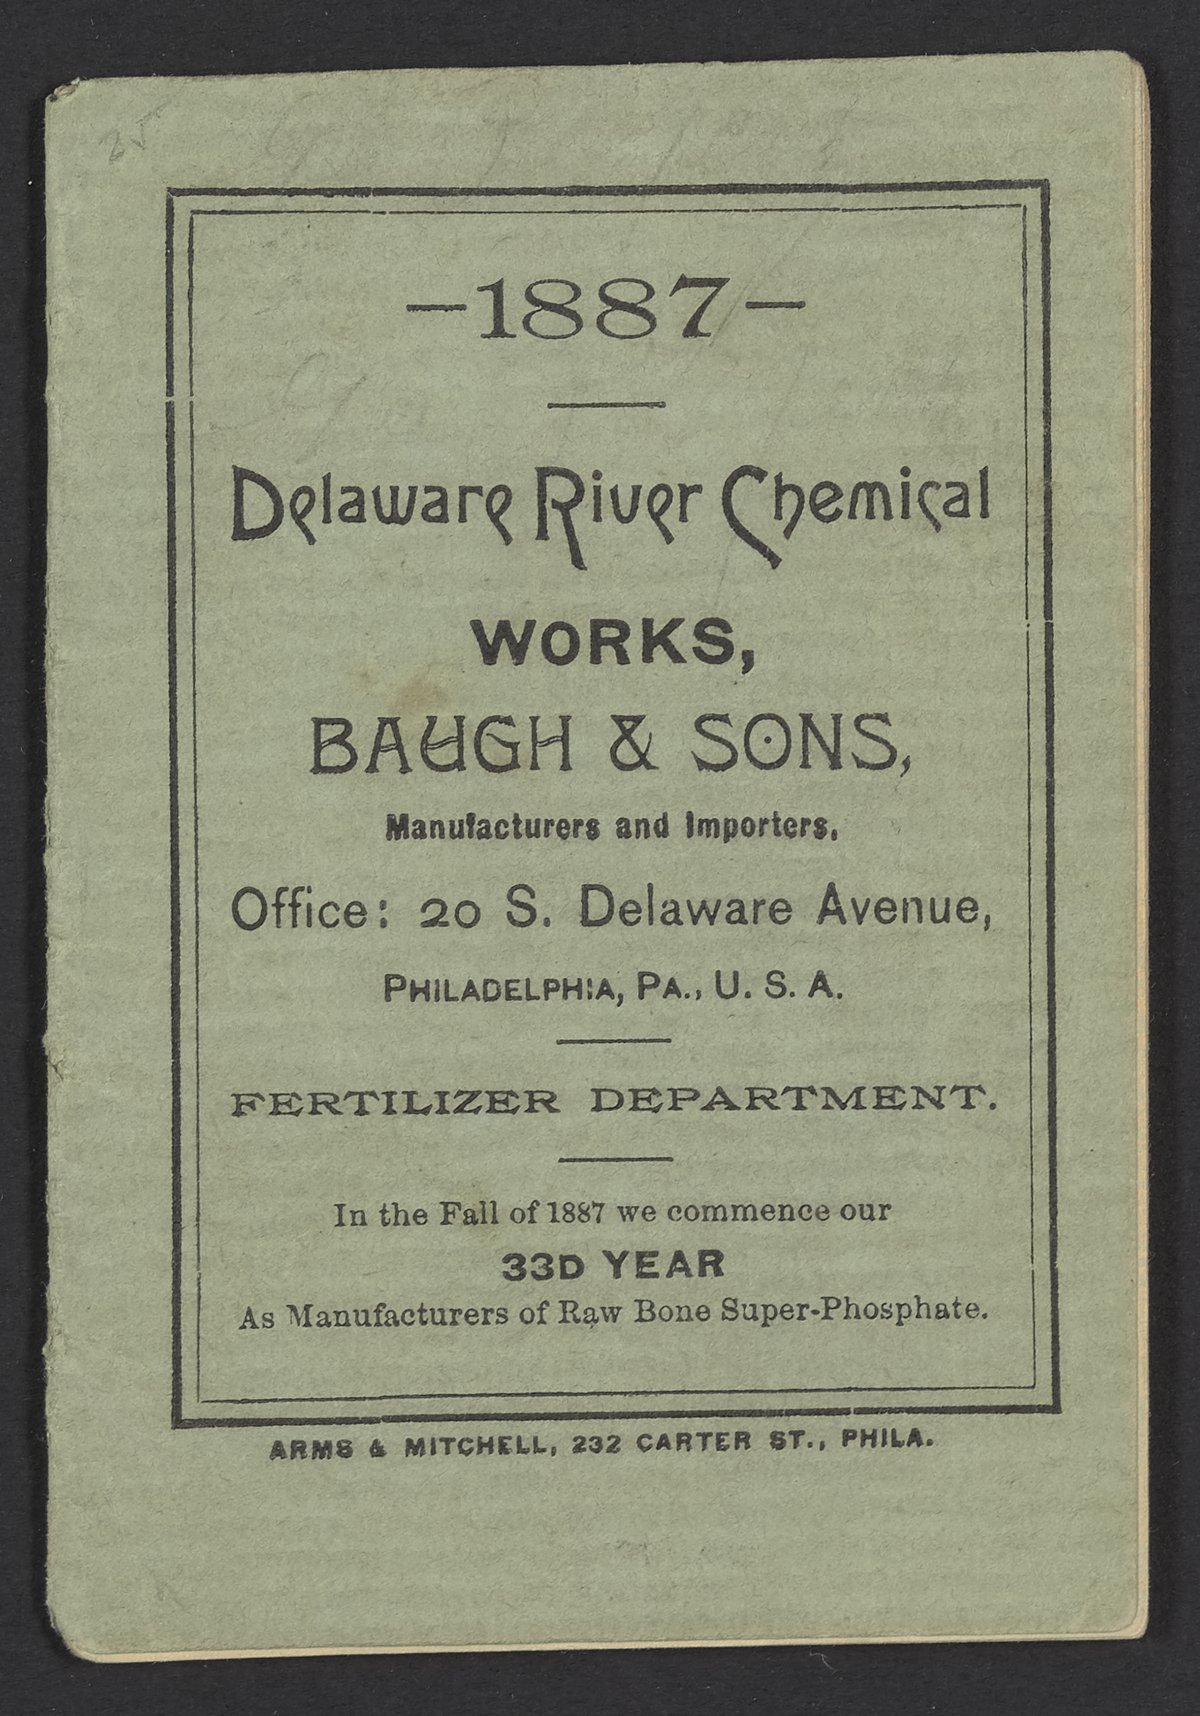 25
—1887—
Delaware River Chemical
WORKS,
BAUGH & SONS,
Manufacturers and Importers,
Office: 20 S. Delaware Avenue,
PHILADELPHIA, PA., U. S. A.
FERTILIZER DEPARTMENT.
In the Fall of 1887 we commence our
33D YEAR
As Manufacturers of Raw Bone Super-Phosphate.
ARMS & MITCHELL, 232 CARTER ST., PHILA.